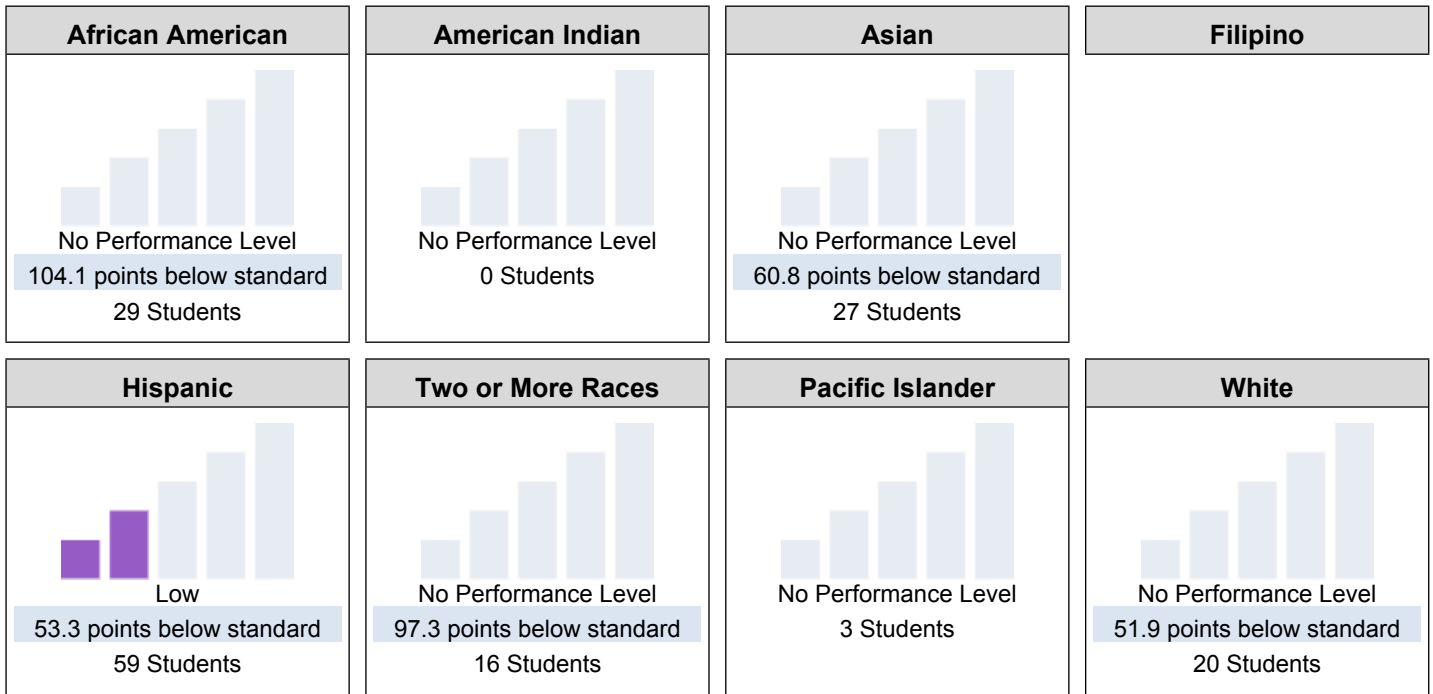 African American
No Performance Level
104.1 points below standard
29 Students
American Indian
No Performance Level
0 Students
Asian
No Performance Level
60.8 points below standard
27 Students
Filipino
Hispanic
Low
53.3 points below standard
59 Students
Two or More Races
No Performance Level
97.3 points below standard
16 Students
Pacific Islander
No Performance Level
3 Students
White
No Performance Level
51.9 points below standard
20 Students